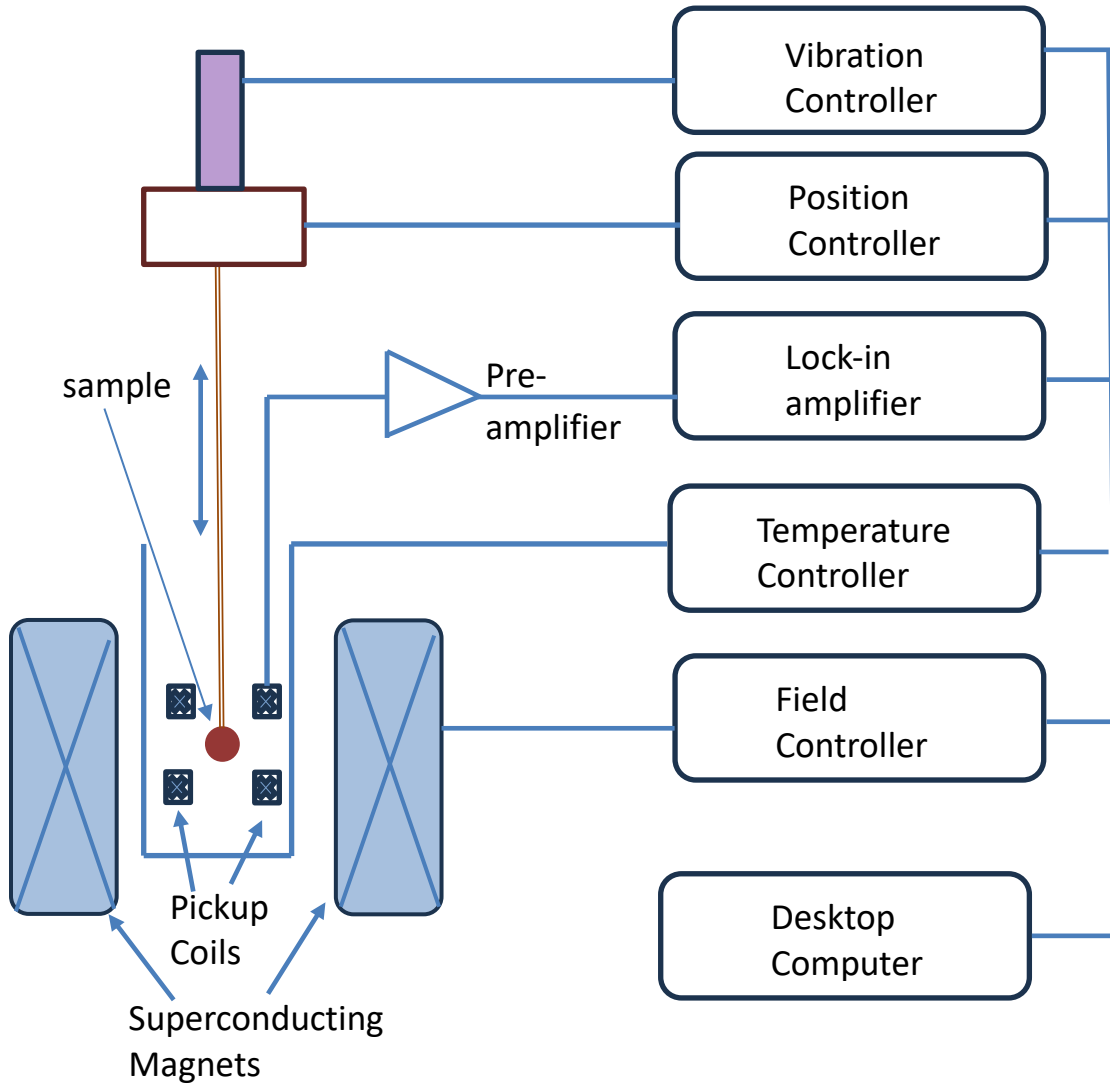 Vibration
Controller
Position
Controller
Lock-in
amplifier
sample
Pre-
amplifier
Temperature
Controller
Field
Controller
Pickup
Coils
Desktop
Computer
Superconducting
Magnets